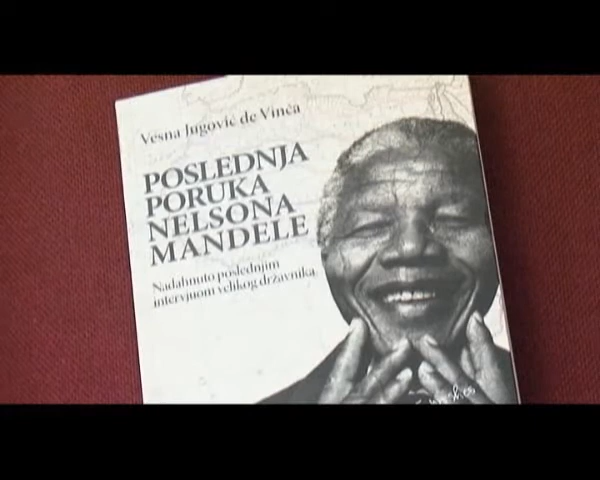 Vesna Jugović de Vinča
POSLEDNJA
PORUKA
NELSONA
MANDELE
Nadahnuto poslednjim
intervjuom velikog državnika.